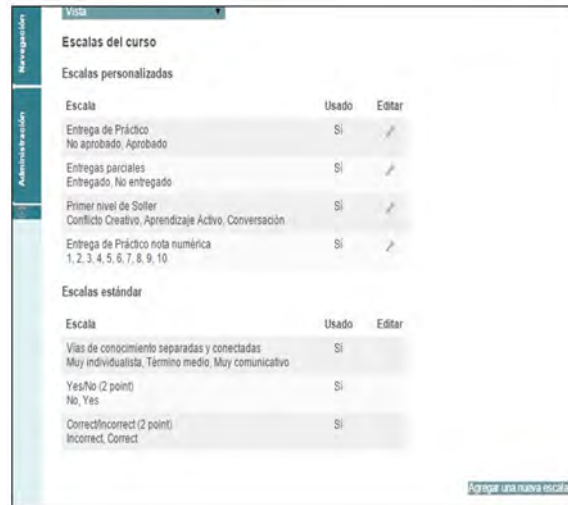 Vista
Navegación
Administración
Escalas del curso
Escalas personalizadas
Escala Usado Editar
Entrega de Práctico Sí
No aprobado, Aprobado
Entregas parciales Sí
Entregado, No entregado
Primer nivel de Soller Sí
Conflicto Creativo, Aprendizaje Activo, Conversación
Entrega de Práctico nota numérica Sí
1, 2, 3, 4, 5, 6, 7, 8, 9, 10
Escalas estándar
Escala Usado Editar
Vías de conocimiento separadas y conectadas Sí
Muy individualista, Término medio, Muy comunicativo
Yes/No (2 point) Sí
No, Yes
Correct/Incorrect (2 point) Sí
Incorrect, Correct
Agregar una nueva escala